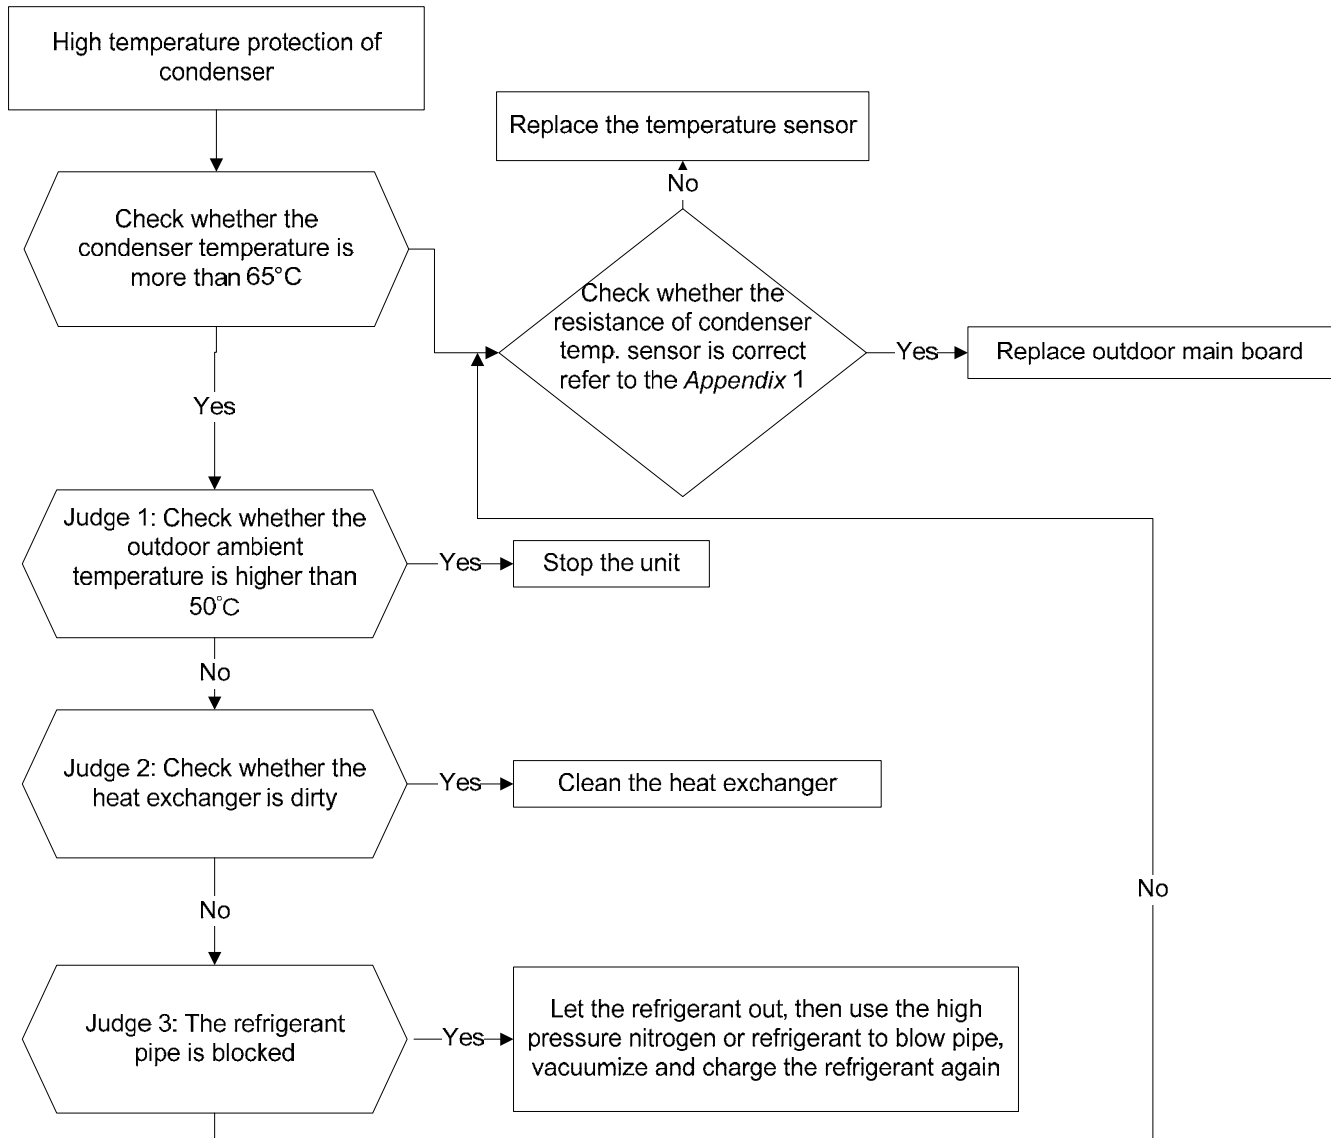 High temperature protection of
condenser
Replace the temperature sensor
No
Check whether the
condenser temperature is
more than 65°C
Check whether the
resistance of condenser
temp. sensor is correct
refer to the Appendix 1
Yes
Replace outdoor main board
Yes
Judge 1: Check whether the
outdoor ambient
temperature is higher than
50°C
Yes
Stop the unit
No
Judge 2: Check whether the
heat exchanger is dirty
Yes
Clean the heat exchanger
No
No
Judge 3: The refrigerant
pipe is blocked
Yes
Let the refrigerant out, then use the high
pressure nitrogen or refrigerant to blow pipe,
vacuumize and charge the refrigerant again